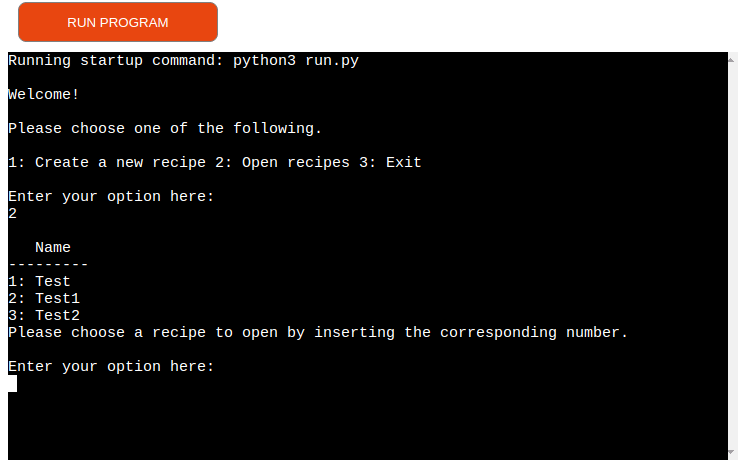 RUN PROGRAM
Running startup command: python3 run.py
Welcome!
Please choose one of the following.
1: Create a new recipe 2: Open recipes 3: Exit
Enter your option here:
2
Name
---------
1: Test
2: Test1
3: Test2
Please choose a recipe to open by inserting the corresponding number.
Enter your option here: